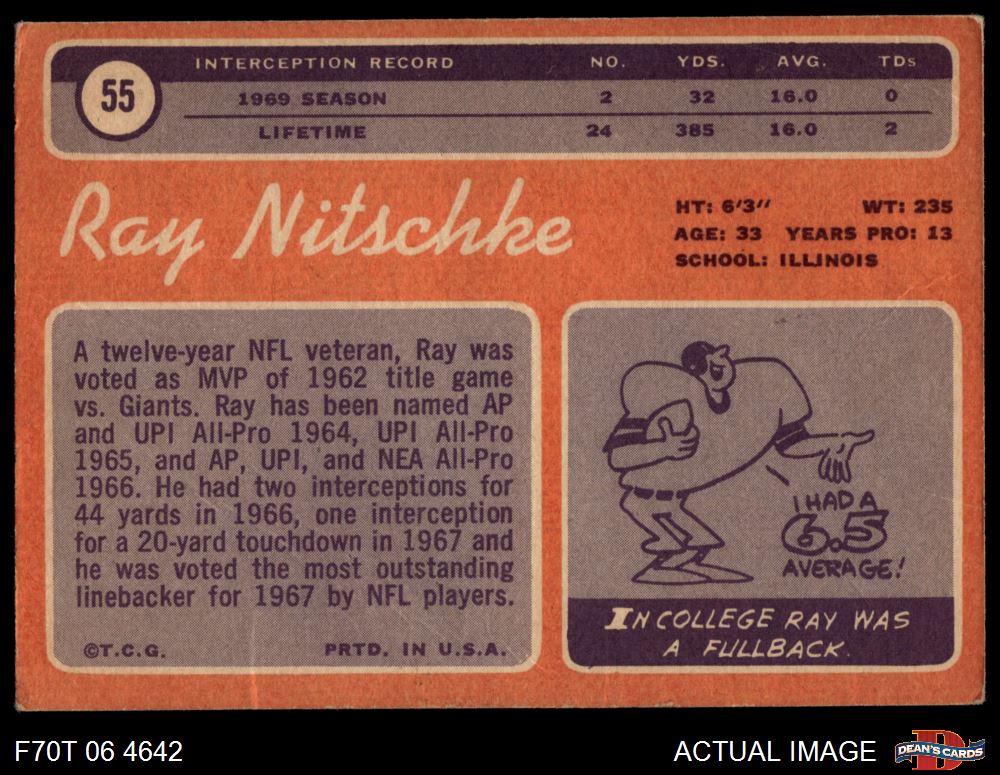 55
INTERCEPTION RECORD NO. YDS. AVG. TDs
1969 SEASON 2 32 16.0 0
LIFETIME 24 385 16.0 2
Ray Nitschke
HT: 6'3" WT: 235
AGE: 33 YEARS PRO: 13
SCHOOL: ILLINOIS
A twelve-year NFL veteran, Ray was
voted as MVP of 1962 title game
vs. Giants. Ray has been named AP
and UPI All-Pro 1964, UPI All-Pro
1965, and AP, UPI, and NEA All-Pro
1966. He had two interceptions for
44 yards in 1966, one interception
for a 20-yard touchdown in 1967 and
he was voted the most outstanding
linebacker for 1967 by NFL players.
©T.C.G. PRTD. IN U.S.A.
I HAD A
6.5
AVERAGE!
IN COLLEGE RAY WAS
A FULLBACK.
F70T 06 4642
ACTUAL IMAGE
DEAN'S CARDS